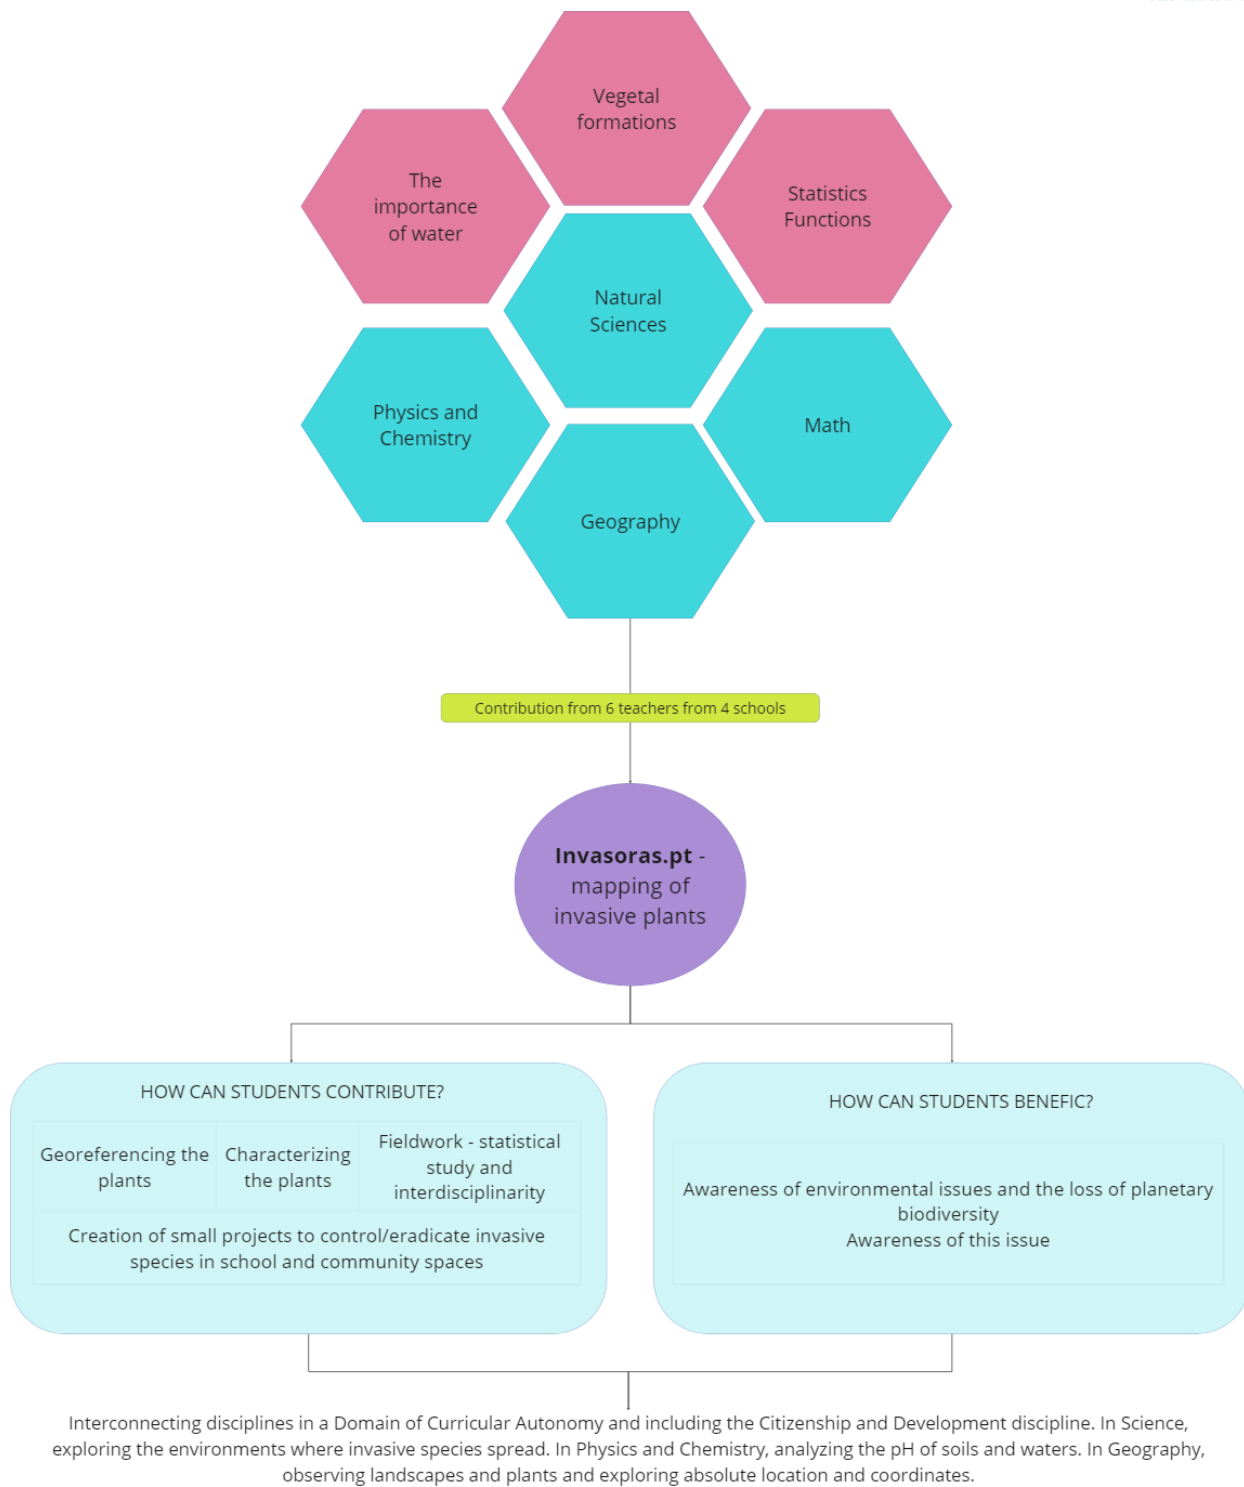 Vegetal
formations
The
importance
of water
Statistics
Functions
Natural
Sciences
Physics and
Chemistry
Math
Geography
Contribution from 6 teachers from 4 schools
Invasoras.pt -
mapping of
invasive plants
HOW CAN STUDENTS CONTRIBUTE?
Georeferencing the
plants
Characterizing
the plants
Fieldwork - statistical
study and
interdisciplinarity
Creation of small projects to control/eradicate invasive
species in school and community spaces
HOW CAN STUDENTS BENEFIC?
Awareness of environmental issues and the loss of planetary
biodiversity
Awareness of this issue
Interconnecting disciplines in a Domain of Curricular Autonomy and including the Citizenship and Development discipline. In Science,
exploring the environments where invasive species spread. In Physics and Chemistry, analyzing the pH of soils and waters. In Geography,
observing landscapes and plants and exploring absolute location and coordinates.